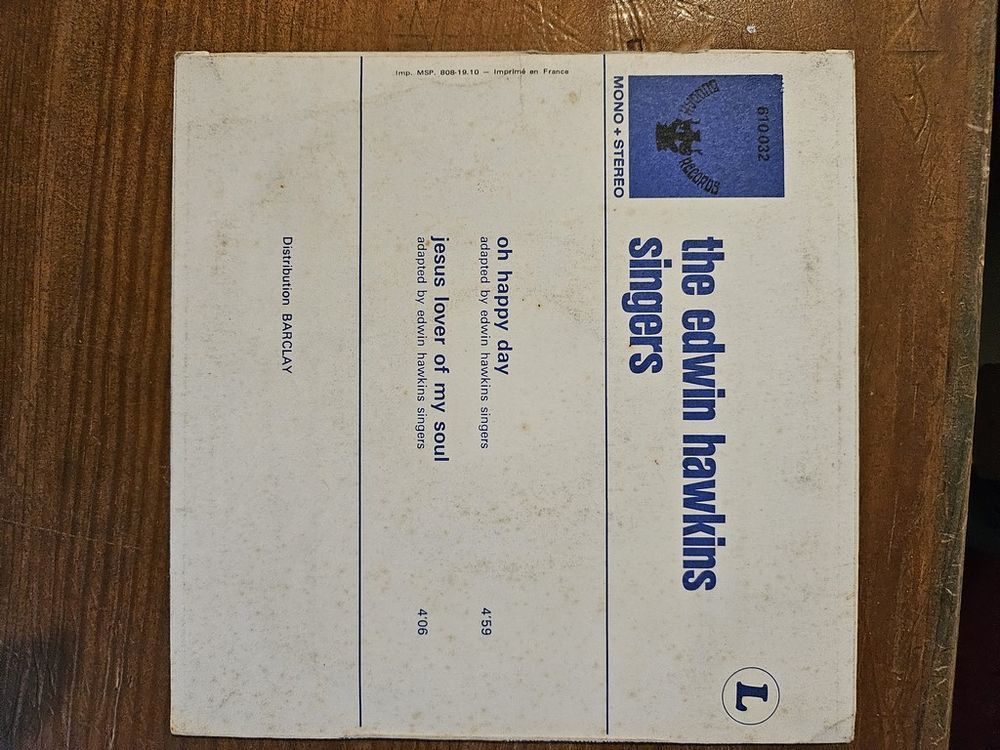 610.032
BUDDAH
RECORDS
MONO + STEREO
the edwin hawkins
singers
L
oh happy day
adapted by edwin hawkins singers 4'59
jesus lover of my soul
adapted by edwin hawkins singers 4'06
Imp. MSP. 808-19.10 — Imprimé en France
Distribution BARCLAY